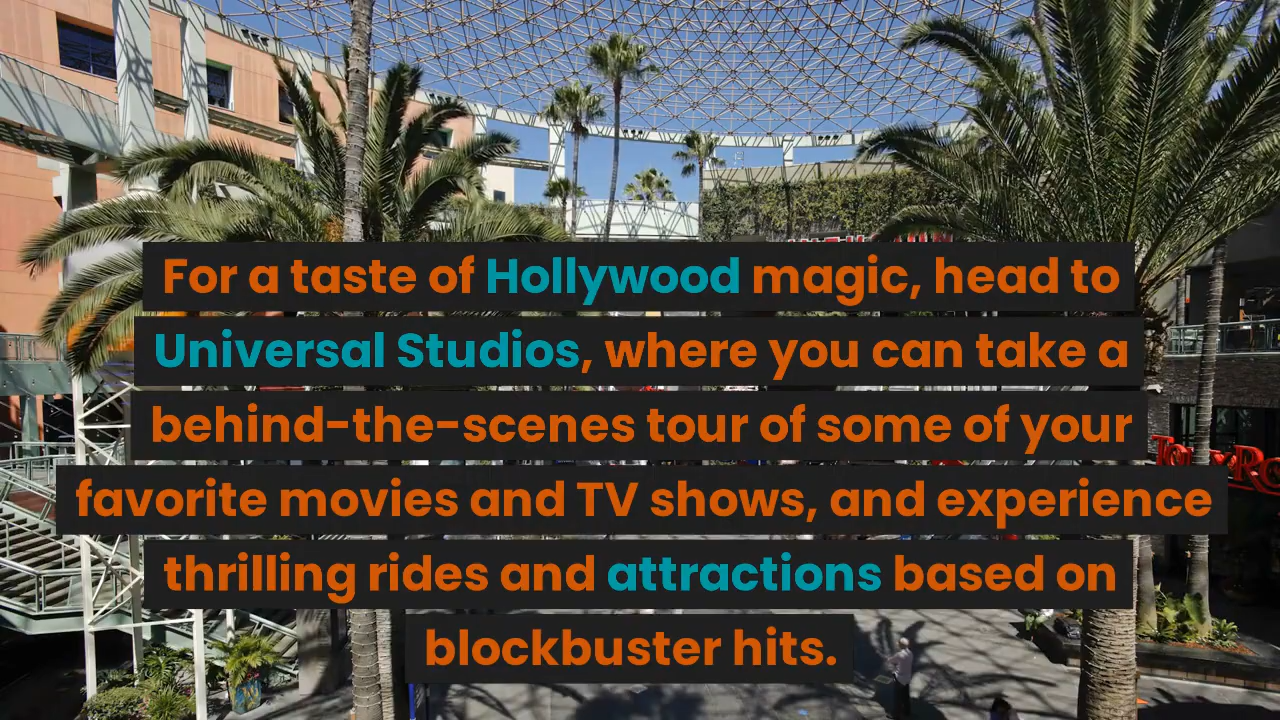 For a taste of Hollywood magic, head to
Universal Studios, where you can take a
behind-the-scenes tour of some of your
favorite movies and TV shows, and experience
thrilling rides and attractions based on
blockbuster hits.